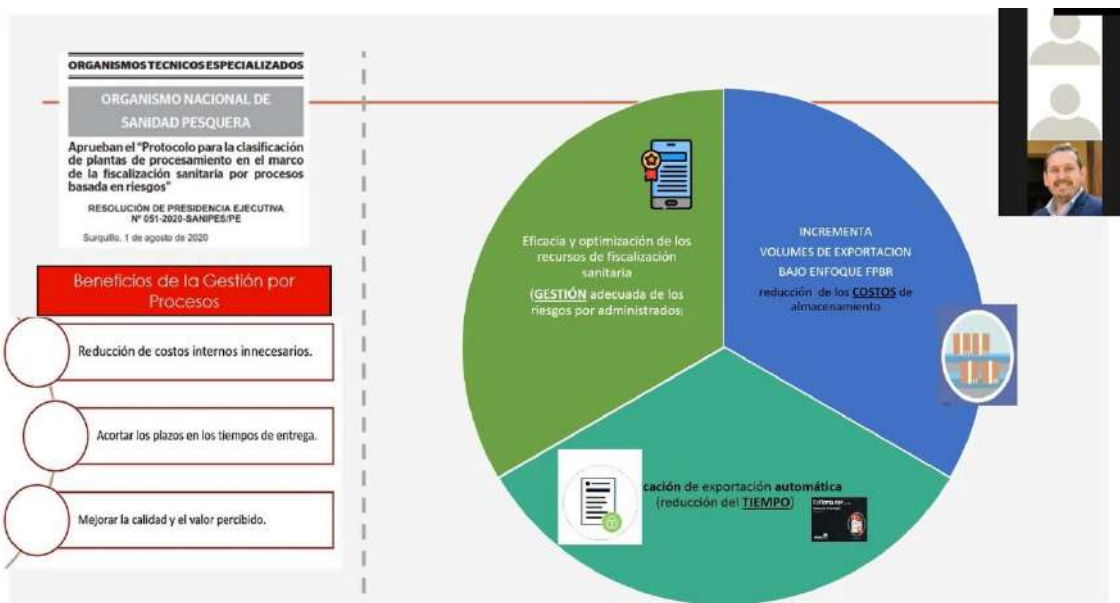 ORGANISMOS TECNICOS ESPECIALIZADOS
ORGANISMO NACIONAL DE
SANIDAD PESQUERA
Aprueban el "Protocolo para la clasificación
de plantas de procesamiento en el marco
de la fiscalización sanitaria por procesos
basada en riesgos"
RESOLUCIÓN DE PRESIDENCIA EJECUTIVA
N° 051-2020-SANIPES/PE
Surquillo, 1 de agosto de 2020
Beneficios de la Gestión por
Procesos
Reducción de costos internos innecesarios.
Acortar los plazos en los tiempos de entrega.
Mejorar la calidad y el valor percibido.
Eficacia y optimización de los
recursos de fiscalización
sanitaria
(GESTIÓN adecuada de los
riesgos por administrados)
INCREMENTA
VOLUMES DE EXPORTACION
BAJO ENFOQUE FPBR
reducción de los COSTOS de
almacenamiento
cación de exportación automática
(reducción del TIEMPO)